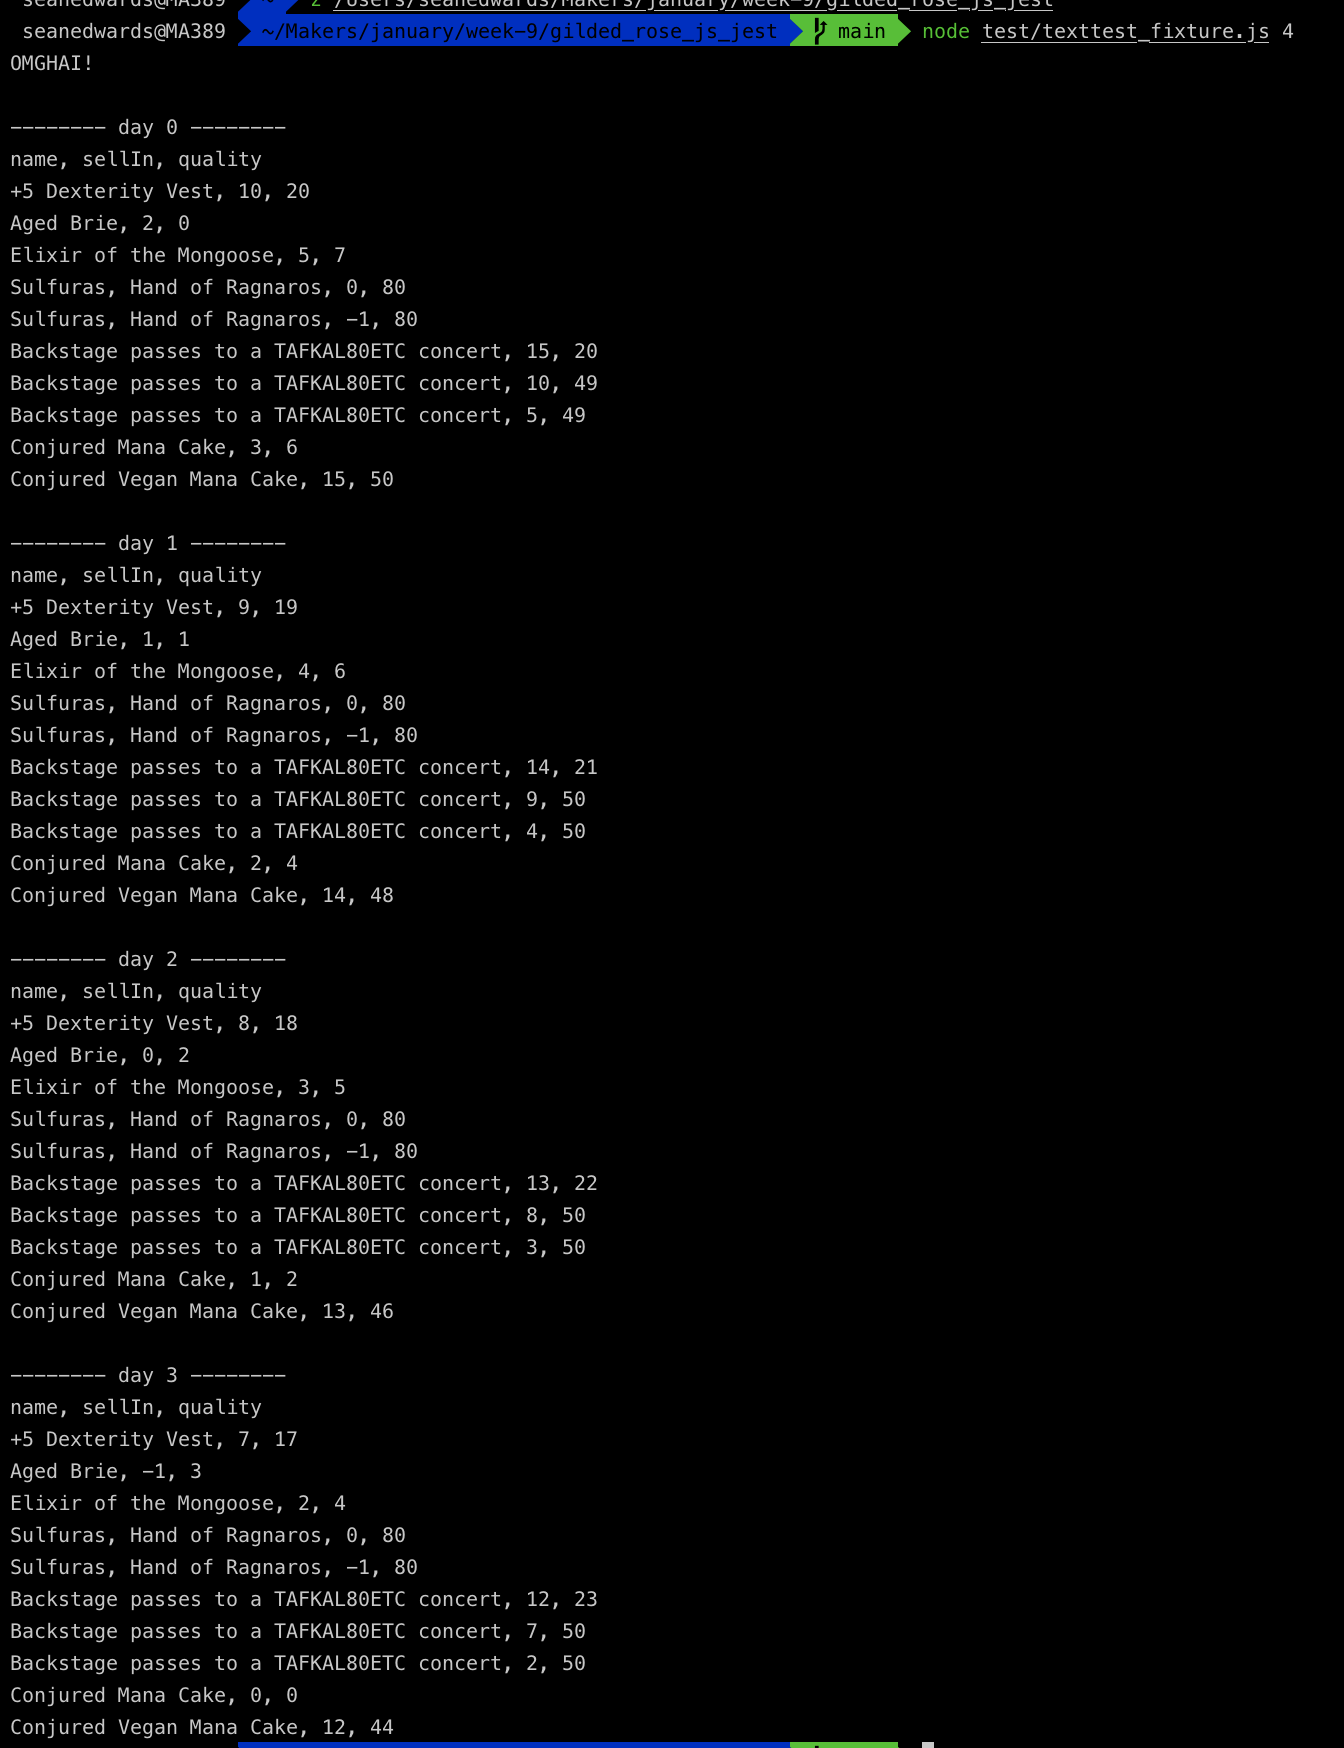 seanedwards@MA389 ~ z /Users/seanedwards/Makers/january/week-9/gilded_rose_js_jest
seanedwards@MA389 ~/Makers/january/week-9/gilded_rose_js_jest main node test/texttest_fixture.js 4
OMGHAI!
-------- day 0 --------
name, sellIn, quality
+5 Dexterity Vest, 10, 20
Aged Brie, 2, 0
Elixir of the Mongoose, 5, 7
Sulfuras, Hand of Ragnaros, 0, 80
Sulfuras, Hand of Ragnaros, -1, 80
Backstage passes to a TAFKAL80ETC concert, 15, 20
Backstage passes to a TAFKAL80ETC concert, 10, 49
Backstage passes to a TAFKAL80ETC concert, 5, 49
Conjured Mana Cake, 3, 6
Conjured Vegan Mana Cake, 15, 50
-------- day 1 --------
name, sellIn, quality
+5 Dexterity Vest, 9, 19
Aged Brie, 1, 1
Elixir of the Mongoose, 4, 6
Sulfuras, Hand of Ragnaros, 0, 80
Sulfuras, Hand of Ragnaros, -1, 80
Backstage passes to a TAFKAL80ETC concert, 14, 21
Backstage passes to a TAFKAL80ETC concert, 9, 50
Backstage passes to a TAFKAL80ETC concert, 4, 50
Conjured Mana Cake, 2, 4
Conjured Vegan Mana Cake, 14, 48
-------- day 2 --------
name, sellIn, quality
+5 Dexterity Vest, 8, 18
Aged Brie, 0, 2
Elixir of the Mongoose, 3, 5
Sulfuras, Hand of Ragnaros, 0, 80
Sulfuras, Hand of Ragnaros, -1, 80
Backstage passes to a TAFKAL80ETC concert, 13, 22
Backstage passes to a TAFKAL80ETC concert, 8, 50
Backstage passes to a TAFKAL80ETC concert, 3, 50
Conjured Mana Cake, 1, 2
Conjured Vegan Mana Cake, 13, 46
-------- day 3 --------
name, sellIn, quality
+5 Dexterity Vest, 7, 17
Aged Brie, -1, 3
Elixir of the Mongoose, 2, 4
Sulfuras, Hand of Ragnaros, 0, 80
Sulfuras, Hand of Ragnaros, -1, 80
Backstage passes to a TAFKAL80ETC concert, 12, 23
Backstage passes to a TAFKAL80ETC concert, 7, 50
Backstage passes to a TAFKAL80ETC concert, 2, 50
Conjured Mana Cake, 0, 0
Conjured Vegan Mana Cake, 12, 44